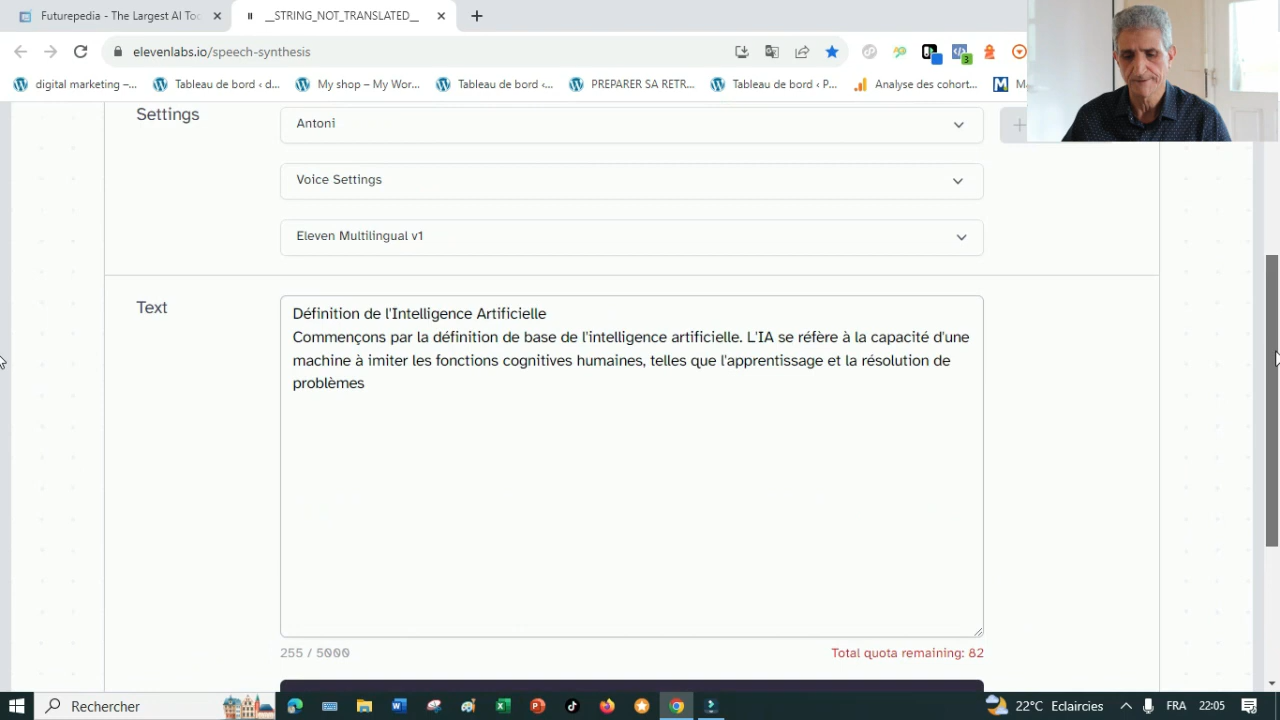 Futurepedia - The Largest AI Too
__STRING_NOT_TRANSLATED__
elevenlabs.io/speech-synthesis
3
digital marketing –...
Tableau de bord ‹ d...
My shop – My Wor...
Tableau de bord ‹...
PREPARER SA RETR...
Tableau de bord ‹ P...
Analyse des cohort...
Settings
Antoni
Voice Settings
Eleven Multilingual v1
Text
Définition de l'Intelligence Artificielle
Commençons par la définition de base de l'intelligence artificielle. L'IA se réfère à la capacité d'une
machine à imiter les fonctions cognitives humaines, telles que l'apprentissage et la résolution de
problèmes
255 / 5000
Total quota remaining: 82
Rechercher
22°C Eclaircies
FRA
22:05